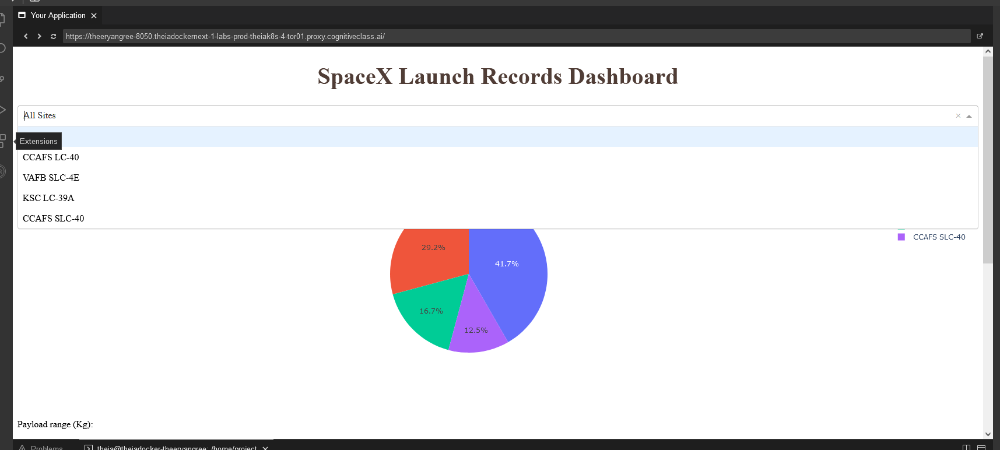 Your Application
https://theeryangree-8050.theiadockernext-1-labs-prod-theiak8s-4-tor01.proxy.cognitiveclass.ai/
SpaceX Launch Records Dashboard
All Sites
Extensions
CCAFS LC-40
VAFB SLC-4E
KSC LC-39A
CCAFS SLC-40
CCAFS SLC-40
29.2%
41.7%
16.7%
12.5%
Payload range (Kg):
Problems
theia@theiadocker-theeryangree: /home/project